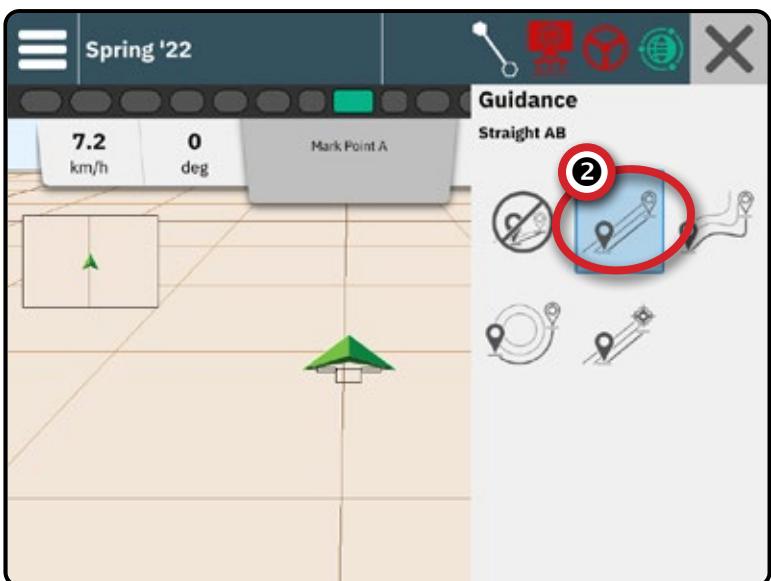 Spring '22
Guidance
Straight AB
7.2
km/h
0
deg
Mark Point A
2